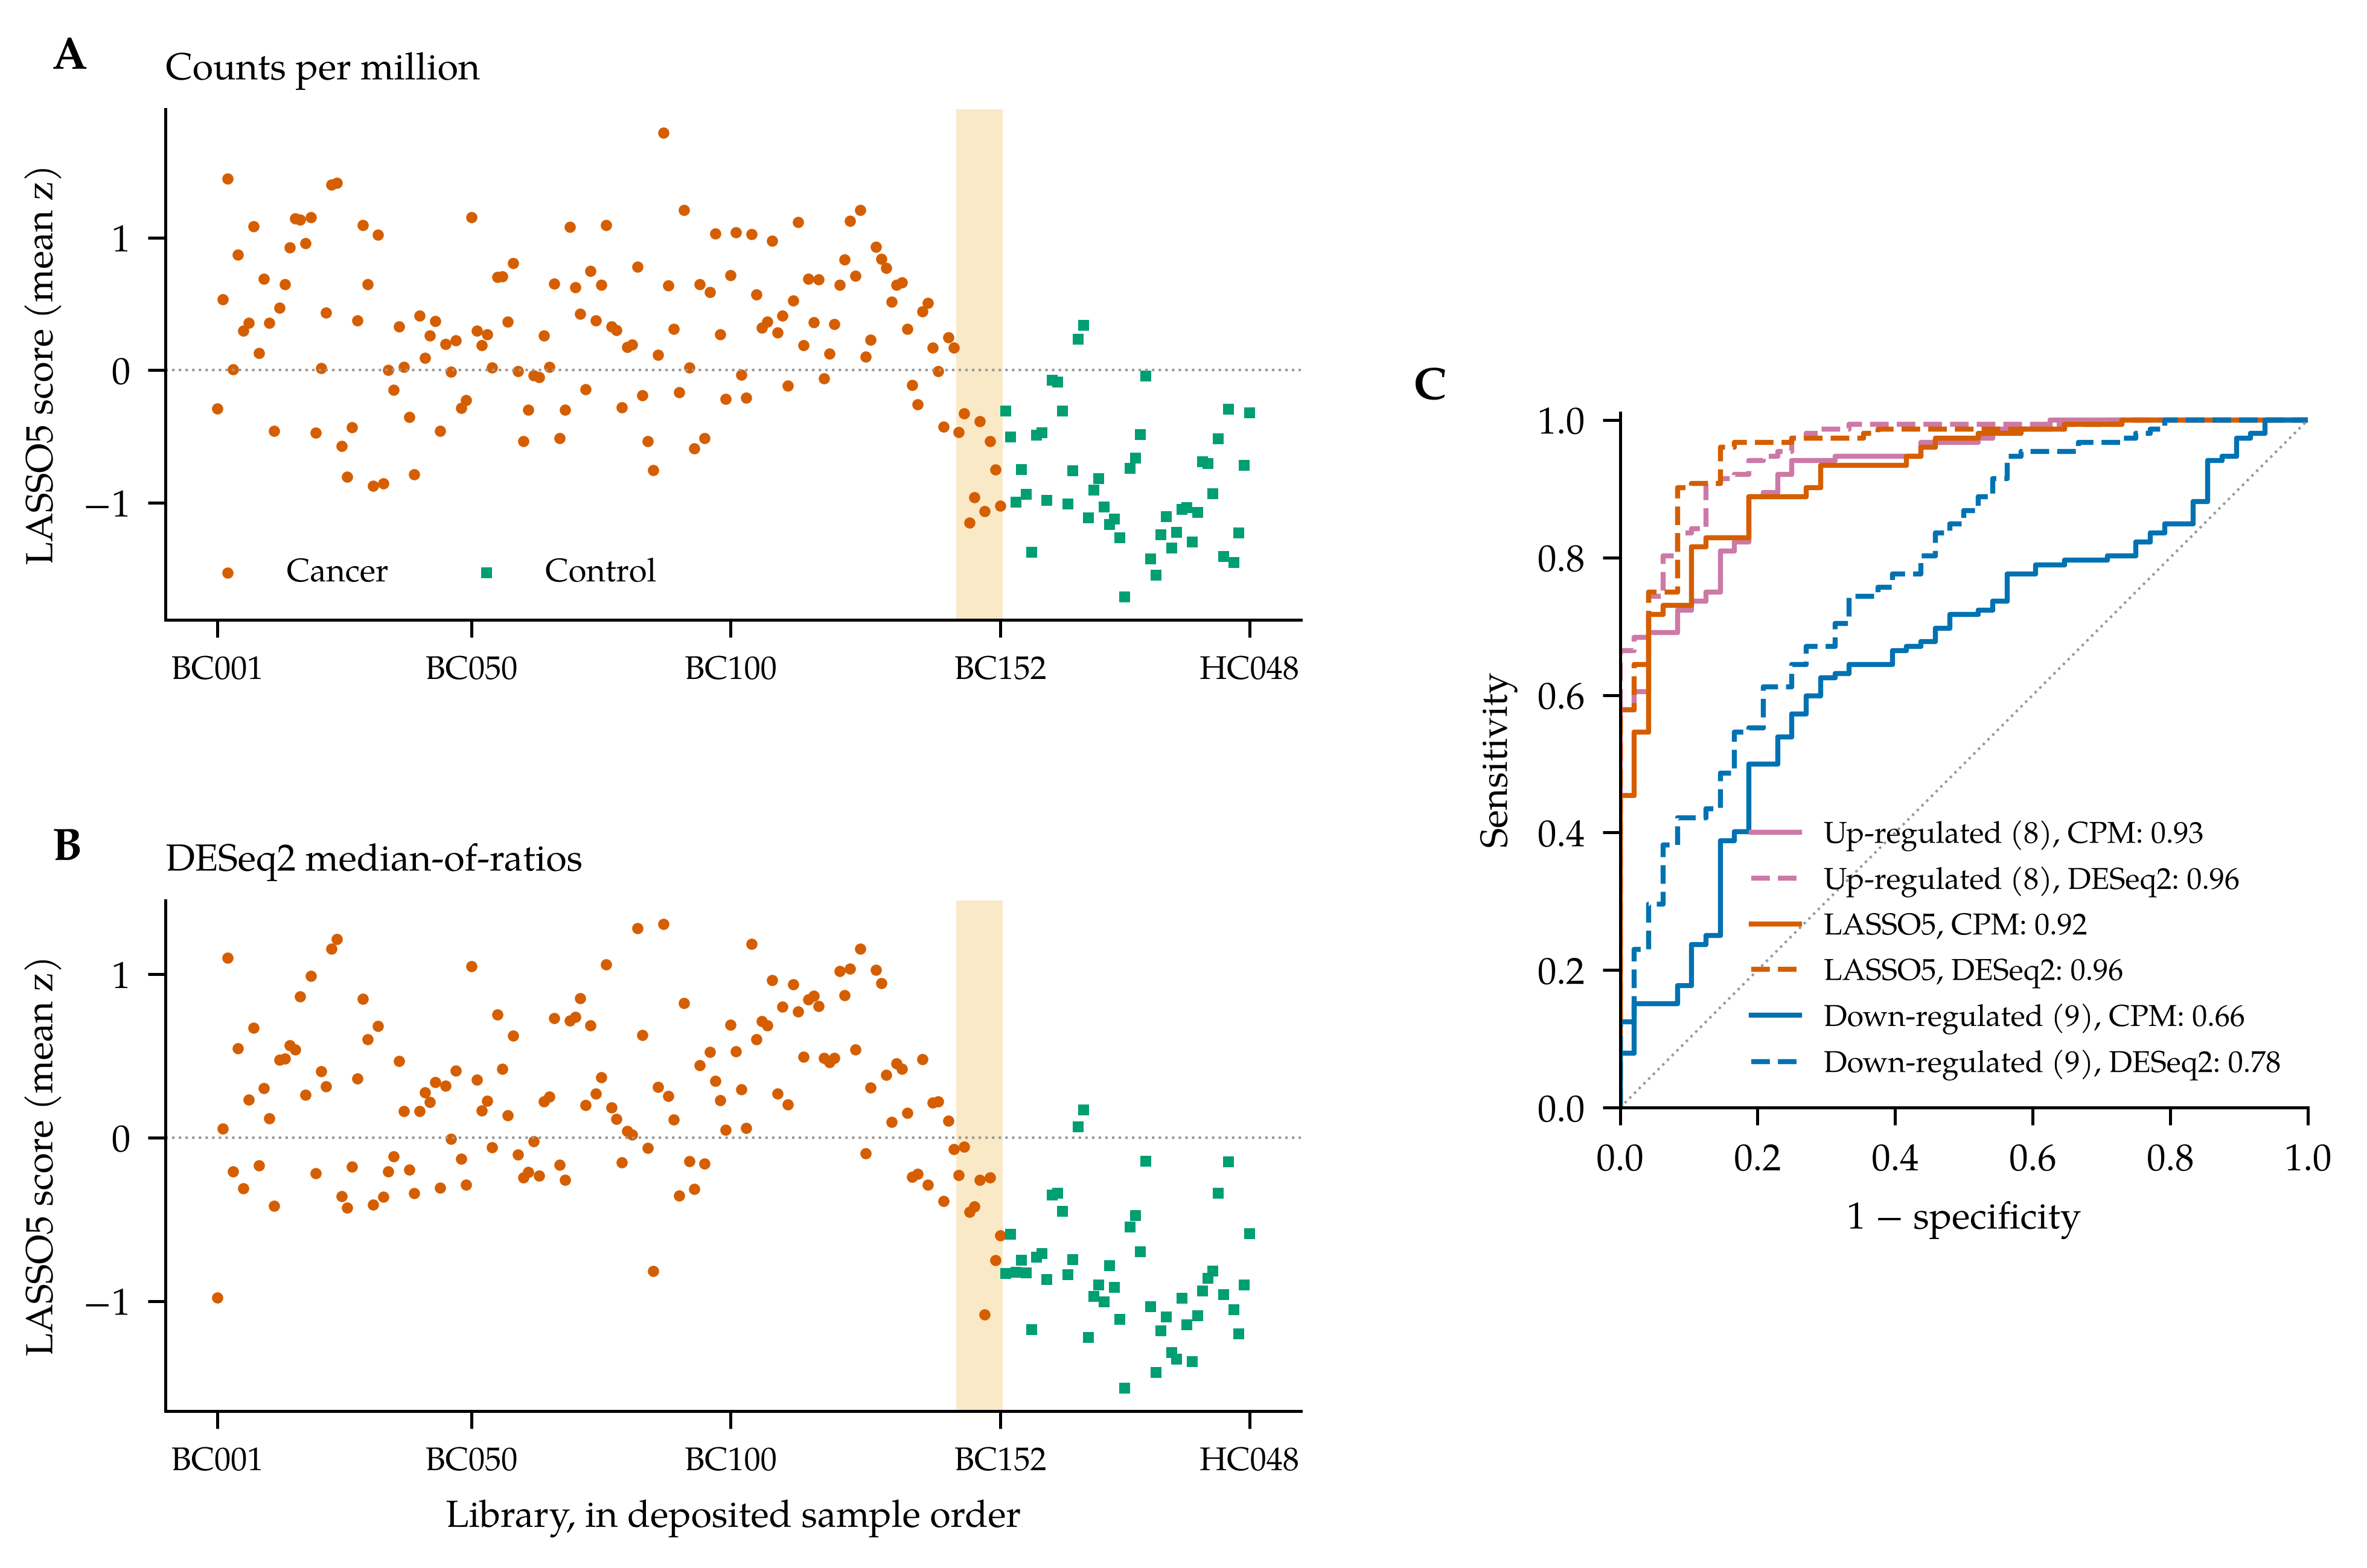 A
Counts per million
LASSO5 score (mean z)
1
0
−1
Cancer
Control
BC001
BC050
BC100
BC152
HC048
B
DESeq2 median-of-ratios
LASSO5 score (mean z)
1
0
−1
BC001
BC050
BC100
BC152
HC048
Library, in deposited sample order
C
Sensitivity
1.0
0.8
0.6
0.4
0.2
0.0
Up-regulated (8), CPM: 0.93
Up-regulated (8), DESeq2: 0.96
LASSO5, CPM: 0.92
LASSO5, DESeq2: 0.96
Down-regulated (9), CPM: 0.66
Down-regulated (9), DESeq2: 0.78
0.0 0.2 0.4 0.6 0.8 1.0
1 − specificity